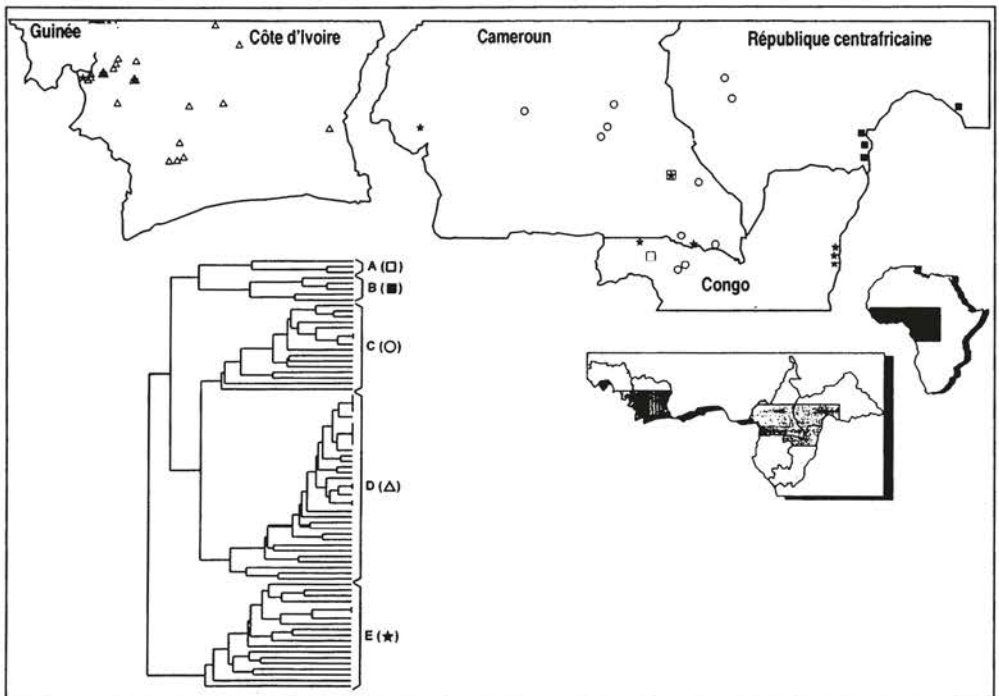 Guinée
Côte d'Ivoire
Cameroun
République centrafricaine
Congo
A (□)
B (■)
C (○)
D (△)
E (★)